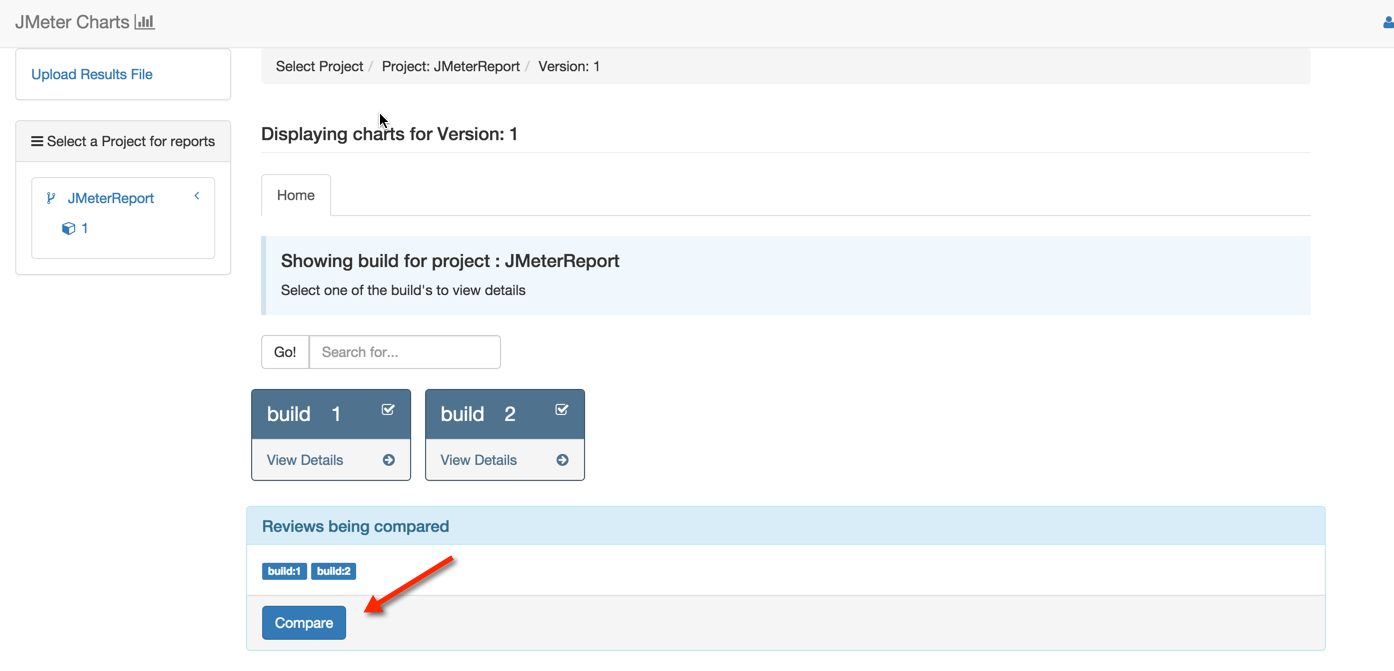 JMeter Charts
Upload Results File
Select Project / Project: JMeterReport / Version: 1
Select a Project for reports
JMeterReport
1
Displaying charts for Version: 1
Home
Showing build for project : JMeterReport
Select one of the build's to view details
Go! Search for...
build 1
View Details
build 2
View Details
Reviews being compared
build:1 build:2
Compare